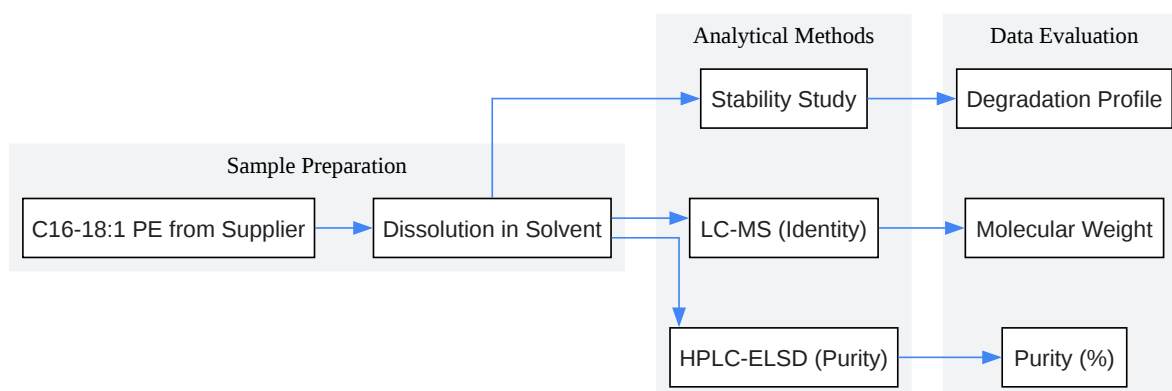 Analytical Methods
Data Evaluation
Stability Study
Degradation Profile
Sample Preparation
C16-18:1 PE from Supplier
Dissolution in Solvent
LC-MS (Identity)
Molecular Weight
HPLC-ELSD (Purity)
Purity (%)